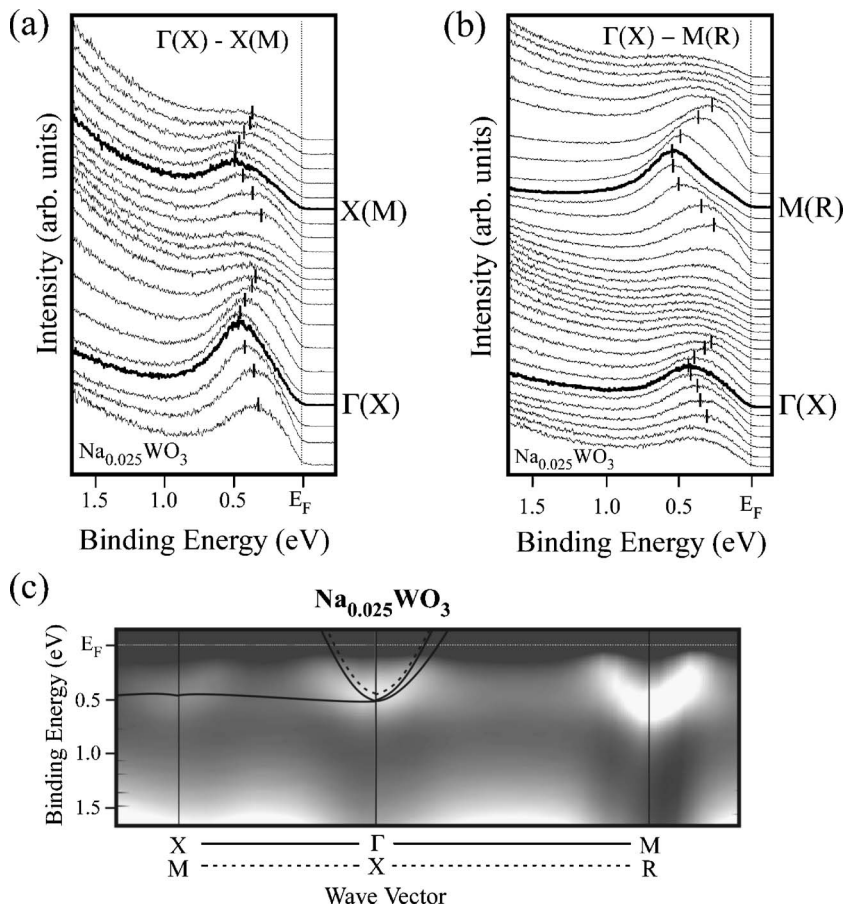 (a)
Γ(X) - X(M)
Intensity (arb. units)
X(M)
Γ(X)
Na0.025WO3
1.5 1.0 0.5 EF
Binding Energy (eV)
(b)
Γ(X) – M(R)
Intensity (arb. units)
M(R)
Γ(X)
Na0.025WO3
1.5 1.0 0.5 EF
Binding Energy (eV)
(c)
Na0.025WO3
Binding Energy (eV)
EF
0.5
1.0
1.5
X Γ M
M X R
Wave Vector